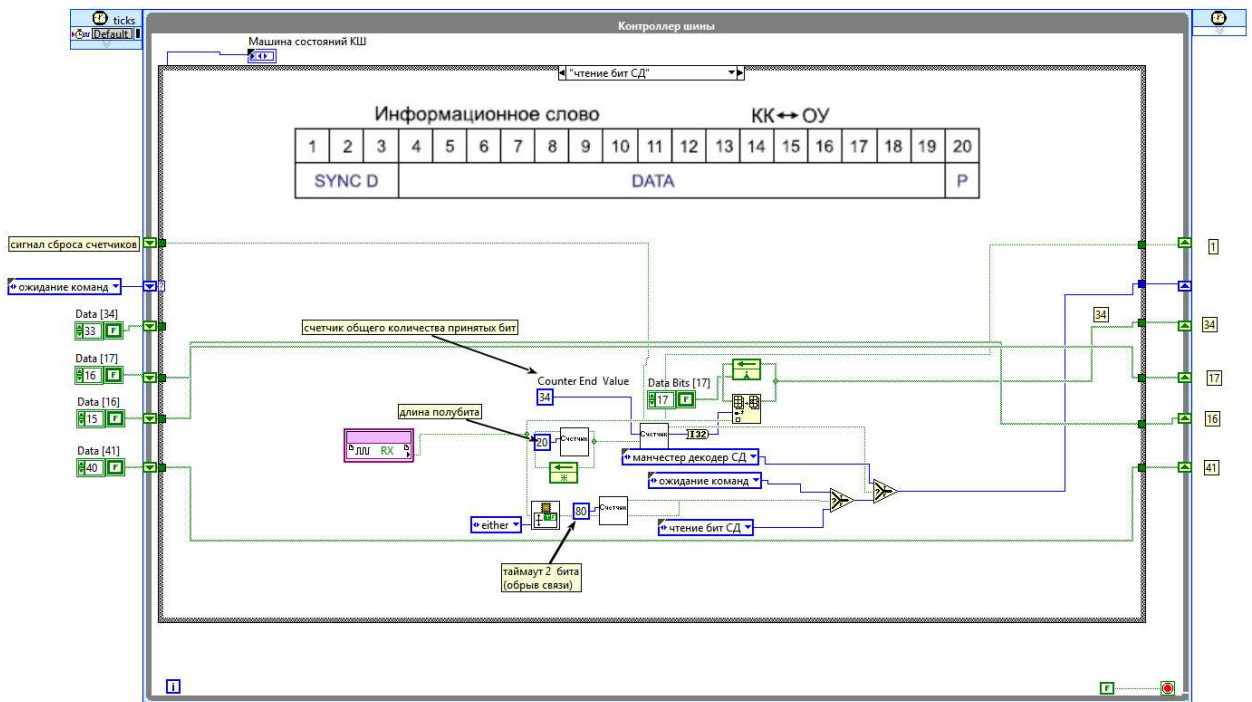 ticks
Default
Контроллер шины
Машина состояний КШ
"чтение бит СД"
Информационное слово КК↔ОУ
1 2 3 4 5 6 7 8 9 10 11 12 13 14 15 16 17 18 19 20
SYNC D DATA P
сигнал сброса счетчиков
1
ожидание команд
?
Data [34]
33 F
34
34
счетчик общего количества принятых бит
Data [17]
16 F
17
Counter End Value
34
Data Bits [17]
17 F
Data [16]
15 F
16
длина полубита
20
Счетчик
Счетчик
I32
RX
манчестер декодер СД
Data [41]
40 F
41
ожидание команд
either
80
Счетчик
чтение бит СД
таймаут 2 бита
(обрыв связи)
i
F